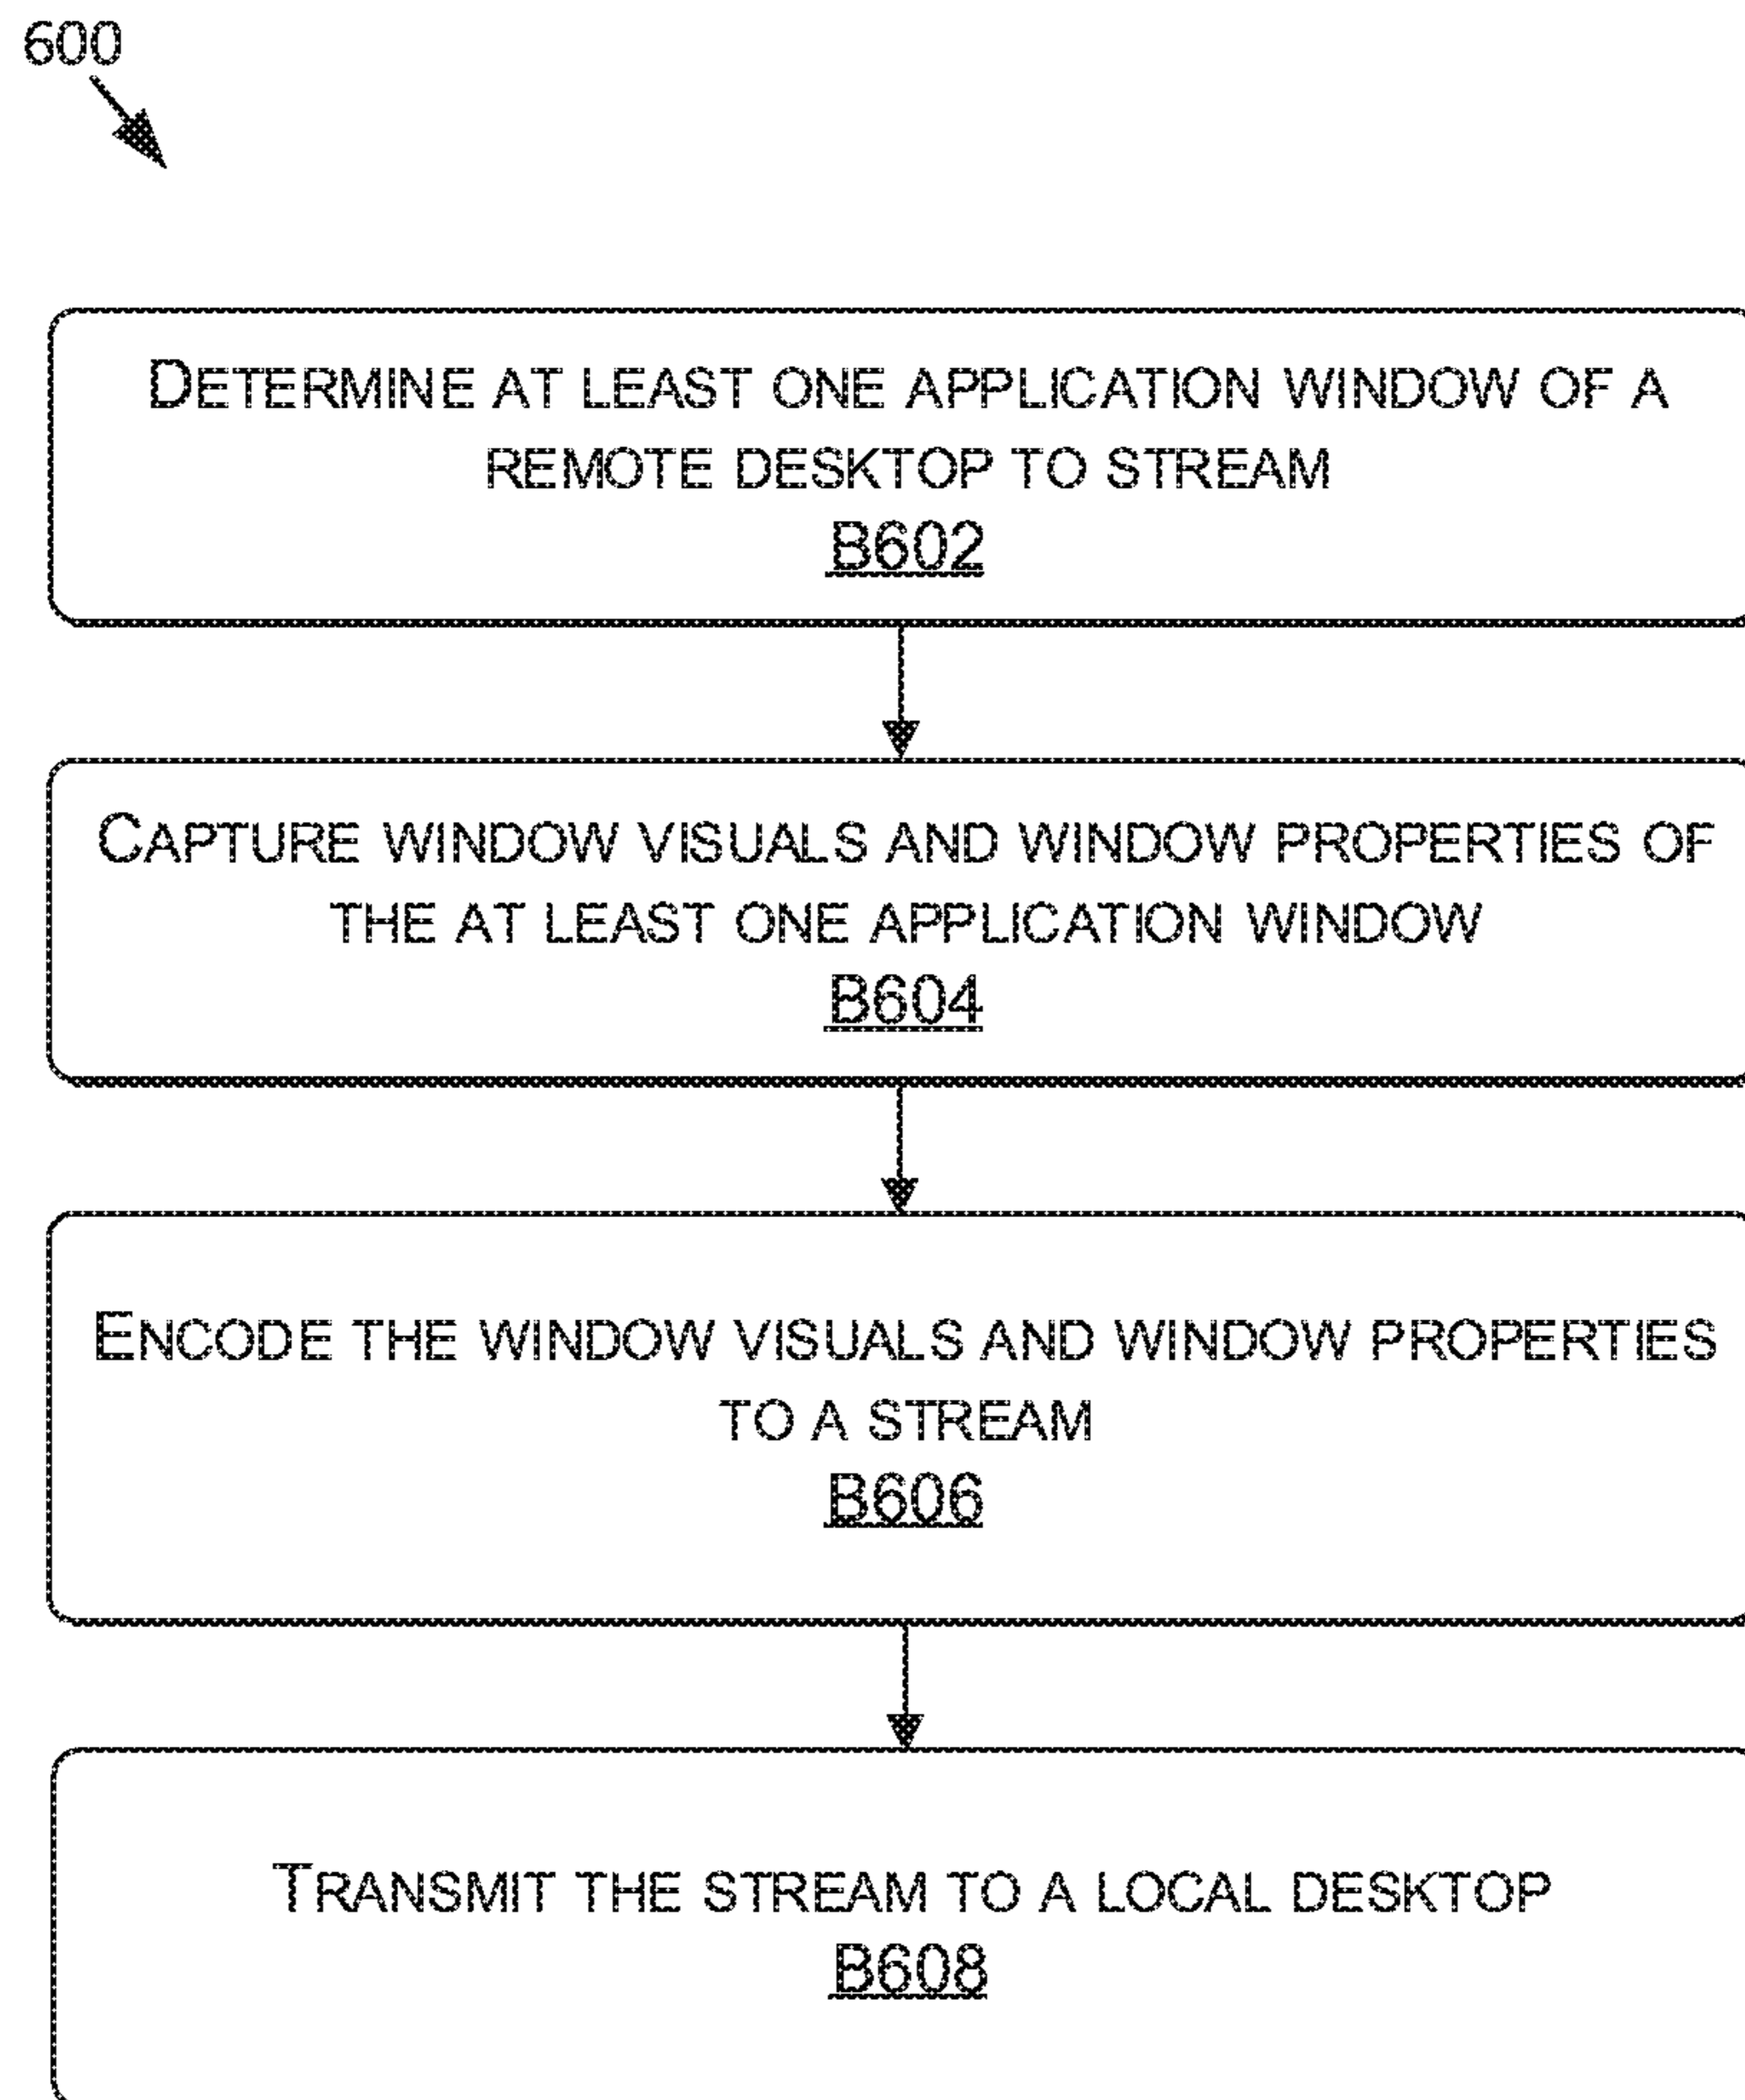 600
DETERMINE AT LEAST ONE APPLICATION WINDOW OF A
REMOTE DESKTOP TO STREAM
B602
CAPTURE WINDOW VISUALS AND WINDOW PROPERTIES OF
THE AT LEAST ONE APPLICATION WINDOW
B604
ENCODE THE WINDOW VISUALS AND WINDOW PROPERTIES
TO A STREAM
B606
TRANSMIT THE STREAM TO A LOCAL DESKTOP
B608